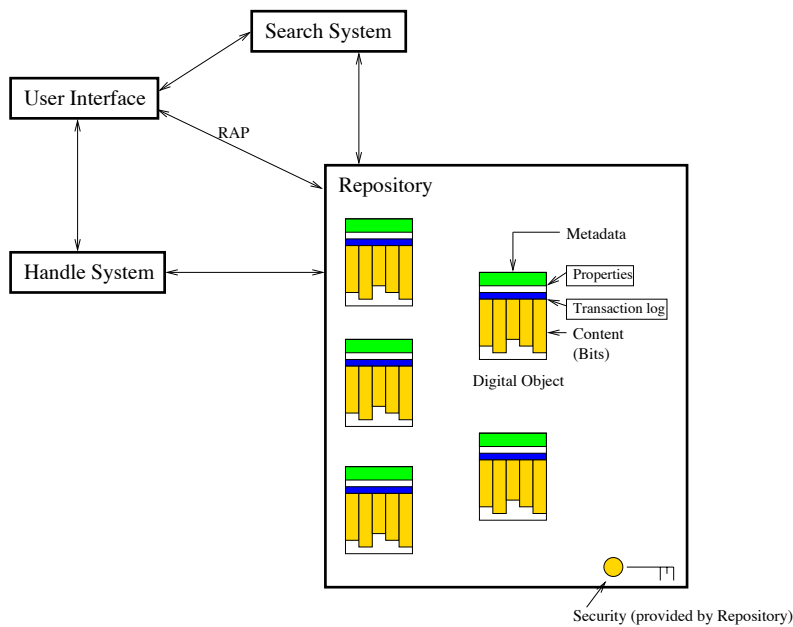 Search System
User Interface
RAP
Repository
Metadata
Handle System
Properties
Transaction log
Content
(Bits)
Digital Object
Security (provided by Repository)